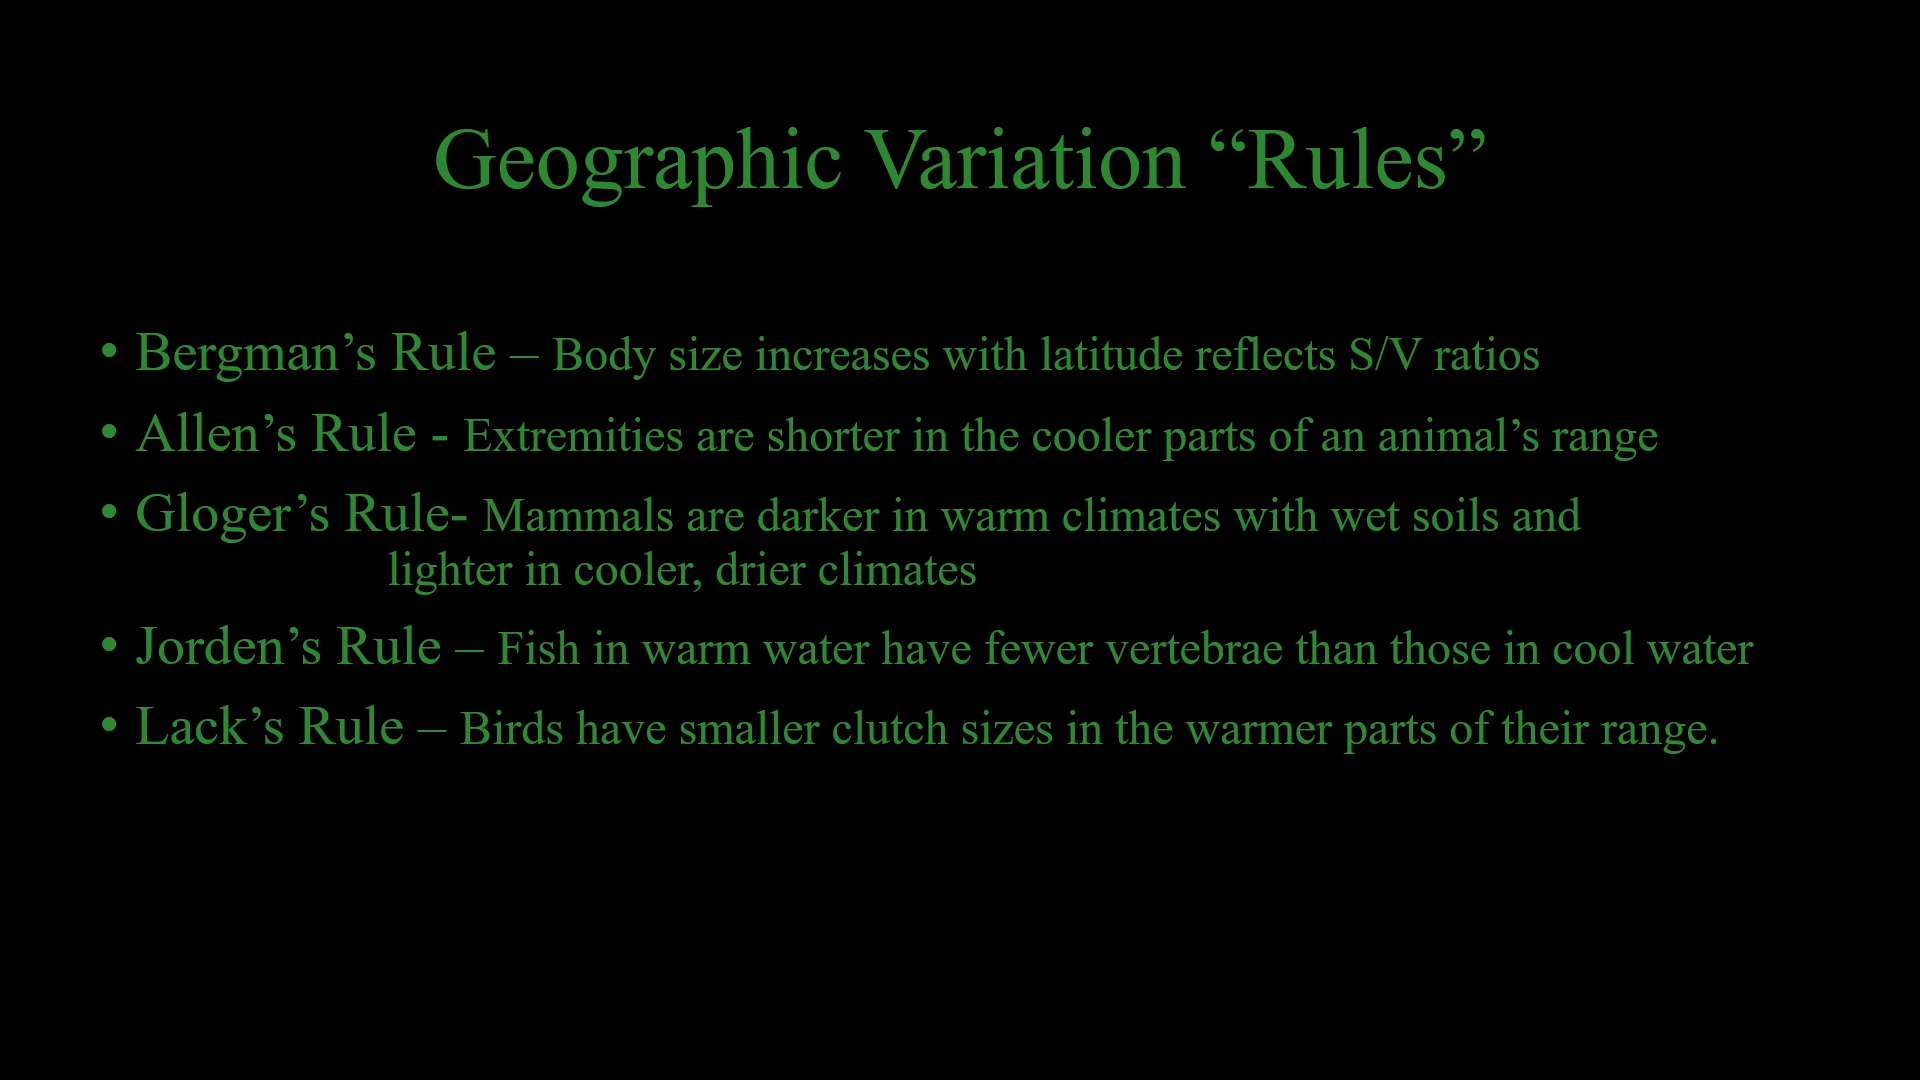 Geographic Variation “Rules”
• Bergman’s Rule – Body size increases with latitude reflects S/V ratios
• Allen’s Rule - Extremities are shorter in the cooler parts of an animal’s range
• Gloger’s Rule- Mammals are darker in warm climates with wet soils and
lighter in cooler, drier climates
• Jorden’s Rule – Fish in warm water have fewer vertebrae than those in cool water
• Lack’s Rule – Birds have smaller clutch sizes in the warmer parts of their range.